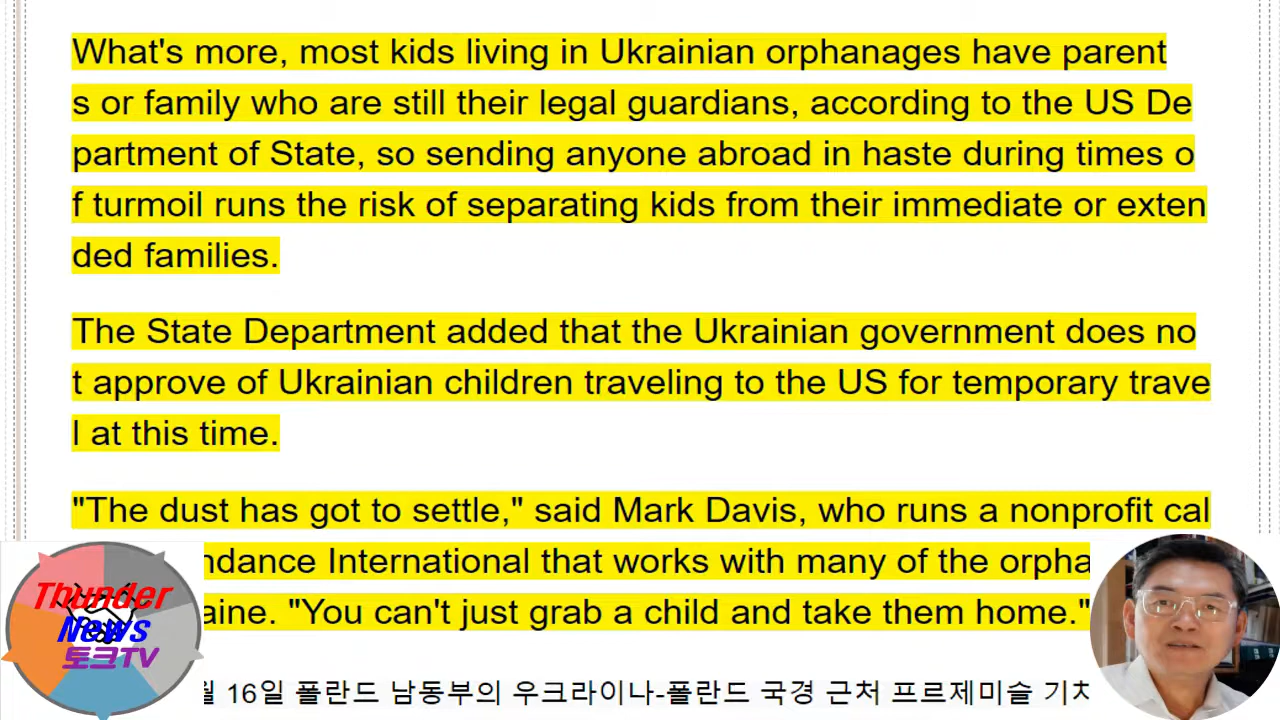 What's more, most kids living in Ukrainian orphanages have parent
s or family who are still their legal guardians, according to the US De
partment of State, so sending anyone abroad in haste during times o
f turmoil runs the risk of separating kids from their immediate or exten
ded families.
The State Department added that the Ukrainian government does no
t approve of Ukrainian children traveling to the US for temporary trave
l at this time.
"The dust has got to settle," said Mark Davis, who runs a nonprofit cal
ndance International that works with many of the orpha
aine. "You can't just grab a child and take them home."
Thunder
News
토크TV
월 16일 폴란드 남동부의 우크라이나-폴란드 국경 근처 프르제미슬 기차